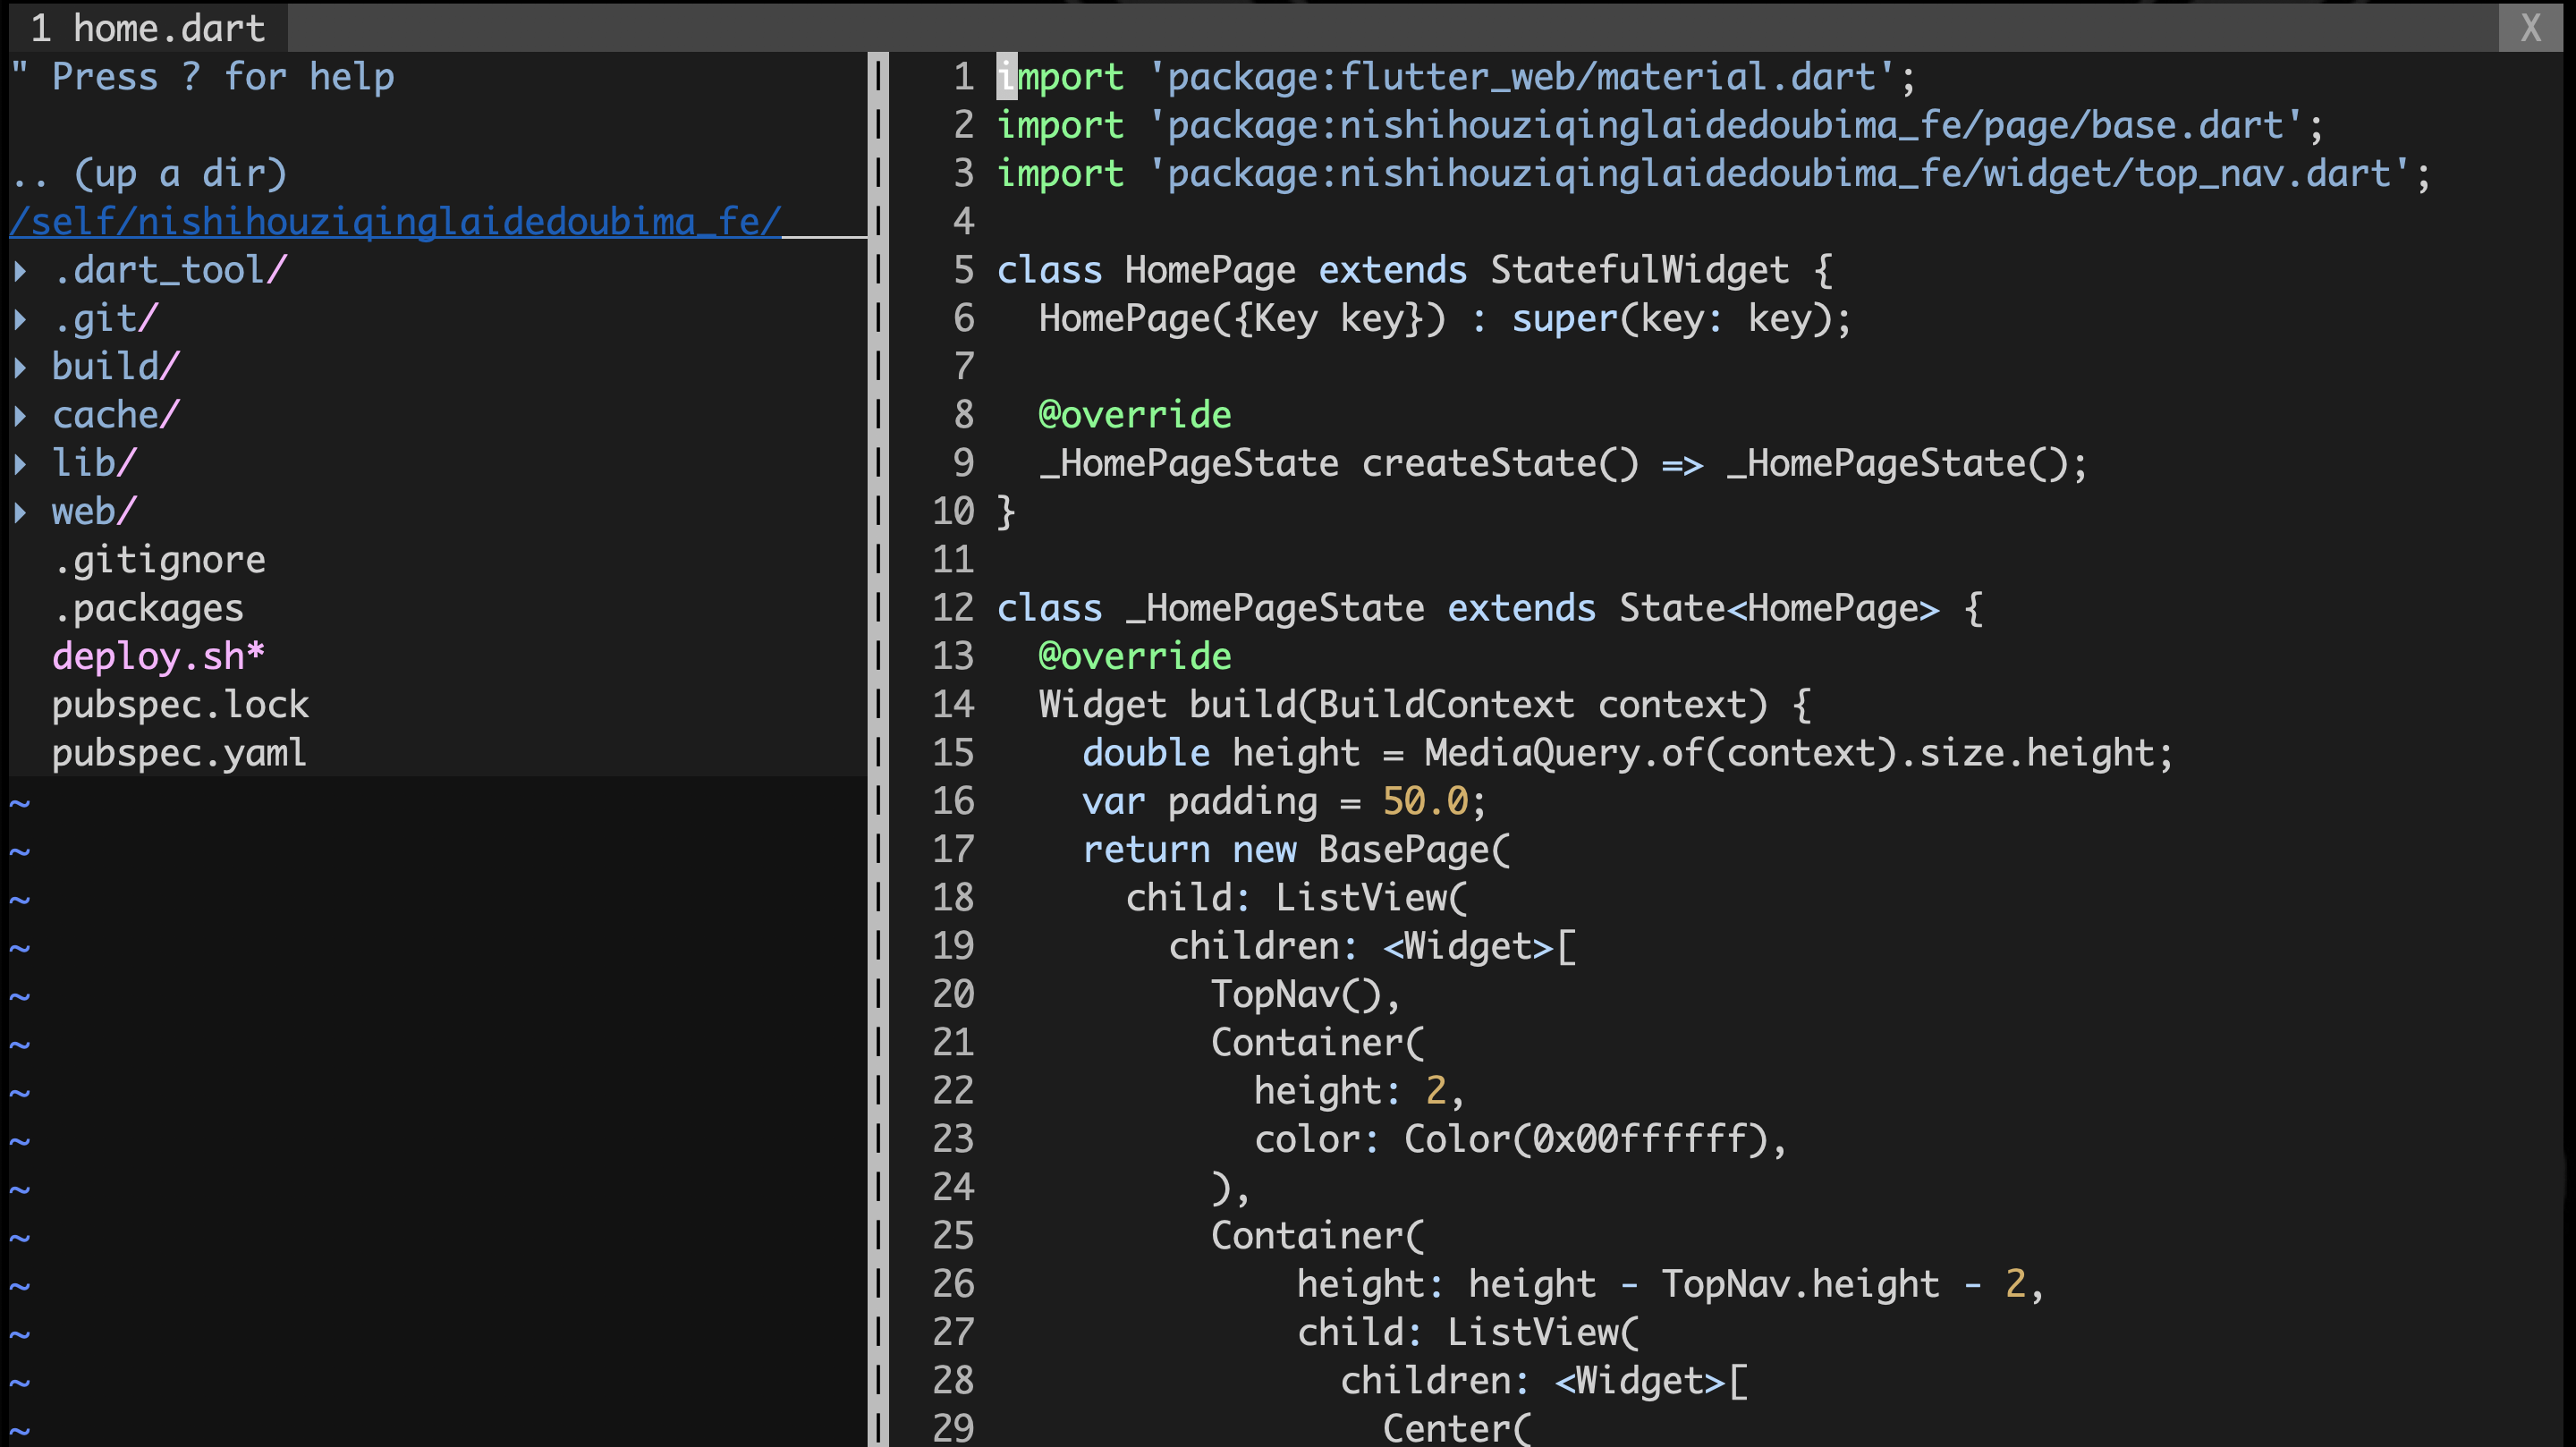 1 home.dart
X
" Press ? for help
.. (up a dir)
/self/nishihouziqinglaidedoubima_fe/
▸ .dart_tool/
▸ .git/
▸ build/
▸ cache/
▸ lib/
▸ web/
.gitignore
.packages
deploy.sh*
pubspec.lock
pubspec.yaml
~
~
~
~
~
~
~
~
~
~
~
~
~
~
1 import 'package:flutter_web/material.dart';
2 import 'package:nishihouziqinglaidedoubima_fe/page/base.dart';
3 import 'package:nishihouziqinglaidedoubima_fe/widget/top_nav.dart';
4
5 class HomePage extends StatefulWidget {
6   HomePage({Key key}) : super(key: key);
7
8   @override
9   _HomePageState createState() => _HomePageState();
10 }
11
12 class _HomePageState extends State<HomePage> {
13   @override
14   Widget build(BuildContext context) {
15     double height = MediaQuery.of(context).size.height;
16     var padding = 50.0;
17     return new BasePage(
18       child: ListView(
19         children: <Widget>[
20           TopNav(),
21           Container(
22             height: 2,
23             color: Color(0x00ffffff),
24           ),
25           Container(
26               height: height - TopNav.height - 2,
27               child: ListView(
28                 children: <Widget>[
29                   Center(